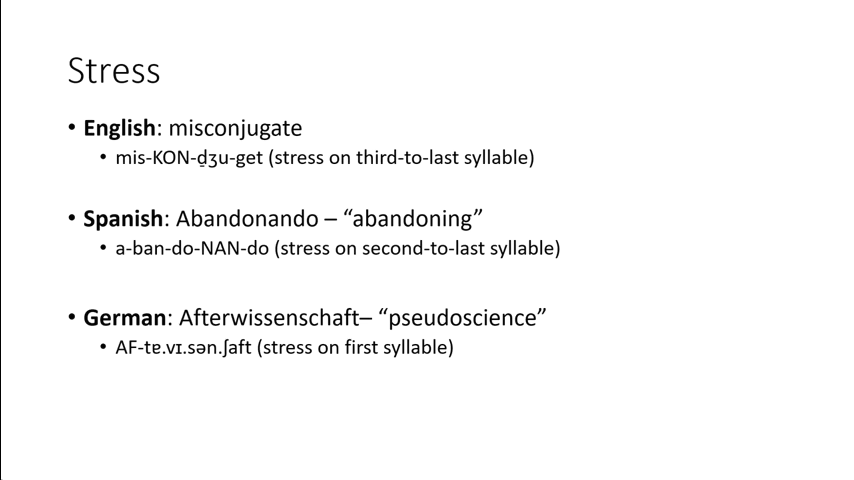 Stress
• English: misconjugate
• mis-KON-d̠ʒu-get (stress on third-to-last syllable)
• Spanish: Abandonando – “abandoning”
• a-ban-do-NAN-do (stress on second-to-last syllable)
• German: Afterwissenschaft– “pseudoscience”
• AF-tɐ.vɪ.sən.ʃaft (stress on first syllable)